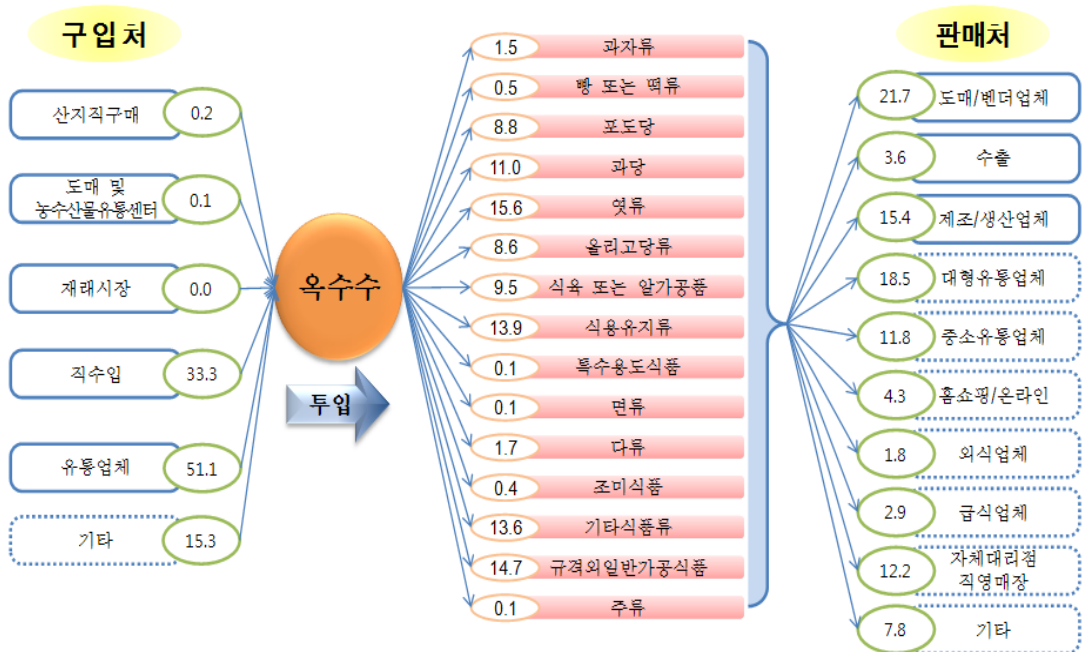 구입처
산지직구매 0.2
도매 및
농수산물유통센터 0.1
재래시장 0.0
직수입 33.3
유통업체 51.1
기타 15.3
옥수수
투입
1.5 과자류
0.5 빵 또는 떡류
8.8 포도당
11.0 과당
15.6 엿류
8.6 올리고당류
9.5 식육 또는 알가공품
13.9 식용유지류
0.1 특수용도식품
0.1 면류
1.7 다류
0.4 조미식품
13.6 기타식품류
14.7 규격외일반가공식품
0.1 주류
판매처
21.7 도매/벤더업체
3.6 수출
15.4 제조/생산업체
18.5 대형유통업체
11.8 중소유통업체
4.3 홈쇼핑/온라인
1.8 외식업체
2.9 급식업체
12.2 자체대리점
직영매장
7.8 기타